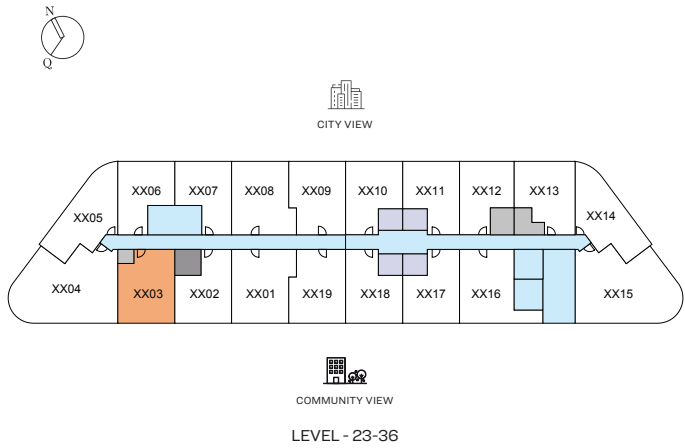 N
Q
CITY VIEW
XX06 XX07 XX08 XX09 XX10 XX11 XX12 XX13
XX05 XX14
XX04 XX03 XX02 XX01 XX19 XX18 XX17 XX16 XX15
COMMUNITY VIEW
LEVEL - 23-36